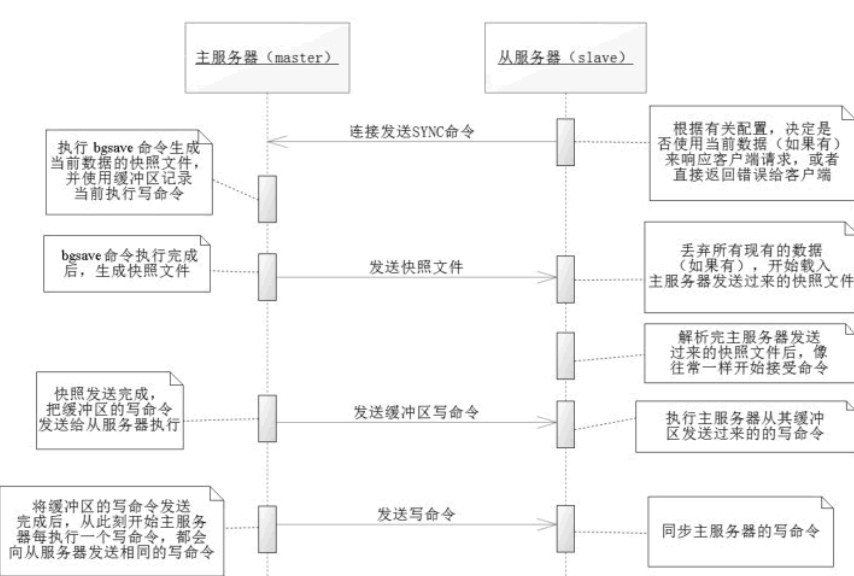 主服务器（master）
从服务器（slave）
连接发送SYNC命令
执行 bgsave 命令生成
当前数据的快照文件，
并使用缓冲区记录
当前执行写命令
根据有关配置，决定是
否使用当前数据（如果有）
来响应客户端请求，或者
直接返回错误给客户端
bgsave 命令执行完成
后，生成快照文件
发送快照文件
丢弃所有现有的数据
（如果有），开始载入
主服务器发送过来的快照文件
解析完主服务器发送
过来的快照文件后，像
往常一样开始接受命令
快照发送完成，
把缓冲区的写命令
发送给从服务器执行
发送缓冲区写命令
执行主服务器从其缓冲
区发送过来的的写命令
将缓冲区的写命令发送
完成后，从此刻开始主服务
器每执行一个写命令，都会
向从服务器发送相同的写命令
发送写命令
同步主服务器的写命令